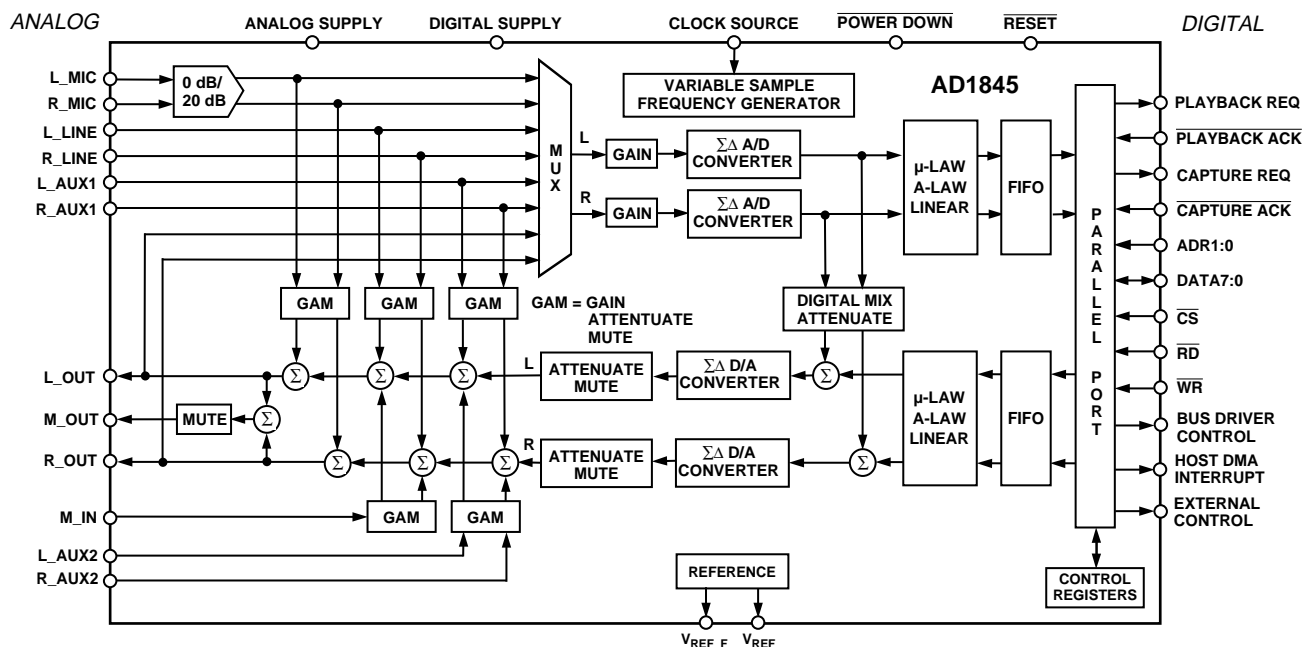 ANALOG
ANALOG SUPPLY
DIGITAL SUPPLY
CLOCK SOURCE
POWER DOWN
RESET
DIGITAL
L_MIC
R_MIC
L_LINE
R_LINE
L_AUX1
R_AUX1
0 dB/
20 dB
MUX
L
R
GAIN
GAIN
ΣΔ A/D
CONVERTER
ΣΔ A/D
CONVERTER
VARIABLE SAMPLE
FREQUENCY GENERATOR
AD1845
µ-LAW
A-LAW
LINEAR
FIFO
PARALLEL PORT
PLAYBACK REQ
PLAYBACK ACK
CAPTURE REQ
CAPTURE ACK
ADR1:0
DATA7:0
CS
RD
WR
BUS DRIVER
CONTROL
HOST DMA
INTERRUPT
EXTERNAL
CONTROL
GAM
GAM
GAM
GAM = GAIN
ATTENTUATE
MUTE
DIGITAL MIX
ATTENUATE
L_OUT
M_OUT
R_OUT
MUTE
Σ
Σ
Σ
Σ
L
ATTENUATE
MUTE
ΣΔ D/A
CONVERTER
Σ
µ-LAW
A-LAW
LINEAR
FIFO
Σ
Σ
Σ
R
ATTENUATE
MUTE
ΣΔ D/A
CONVERTER
Σ
M_IN
GAM
GAM
L_AUX2
R_AUX2
REFERENCE
CONTROL
REGISTERS
VREF_F
VREF